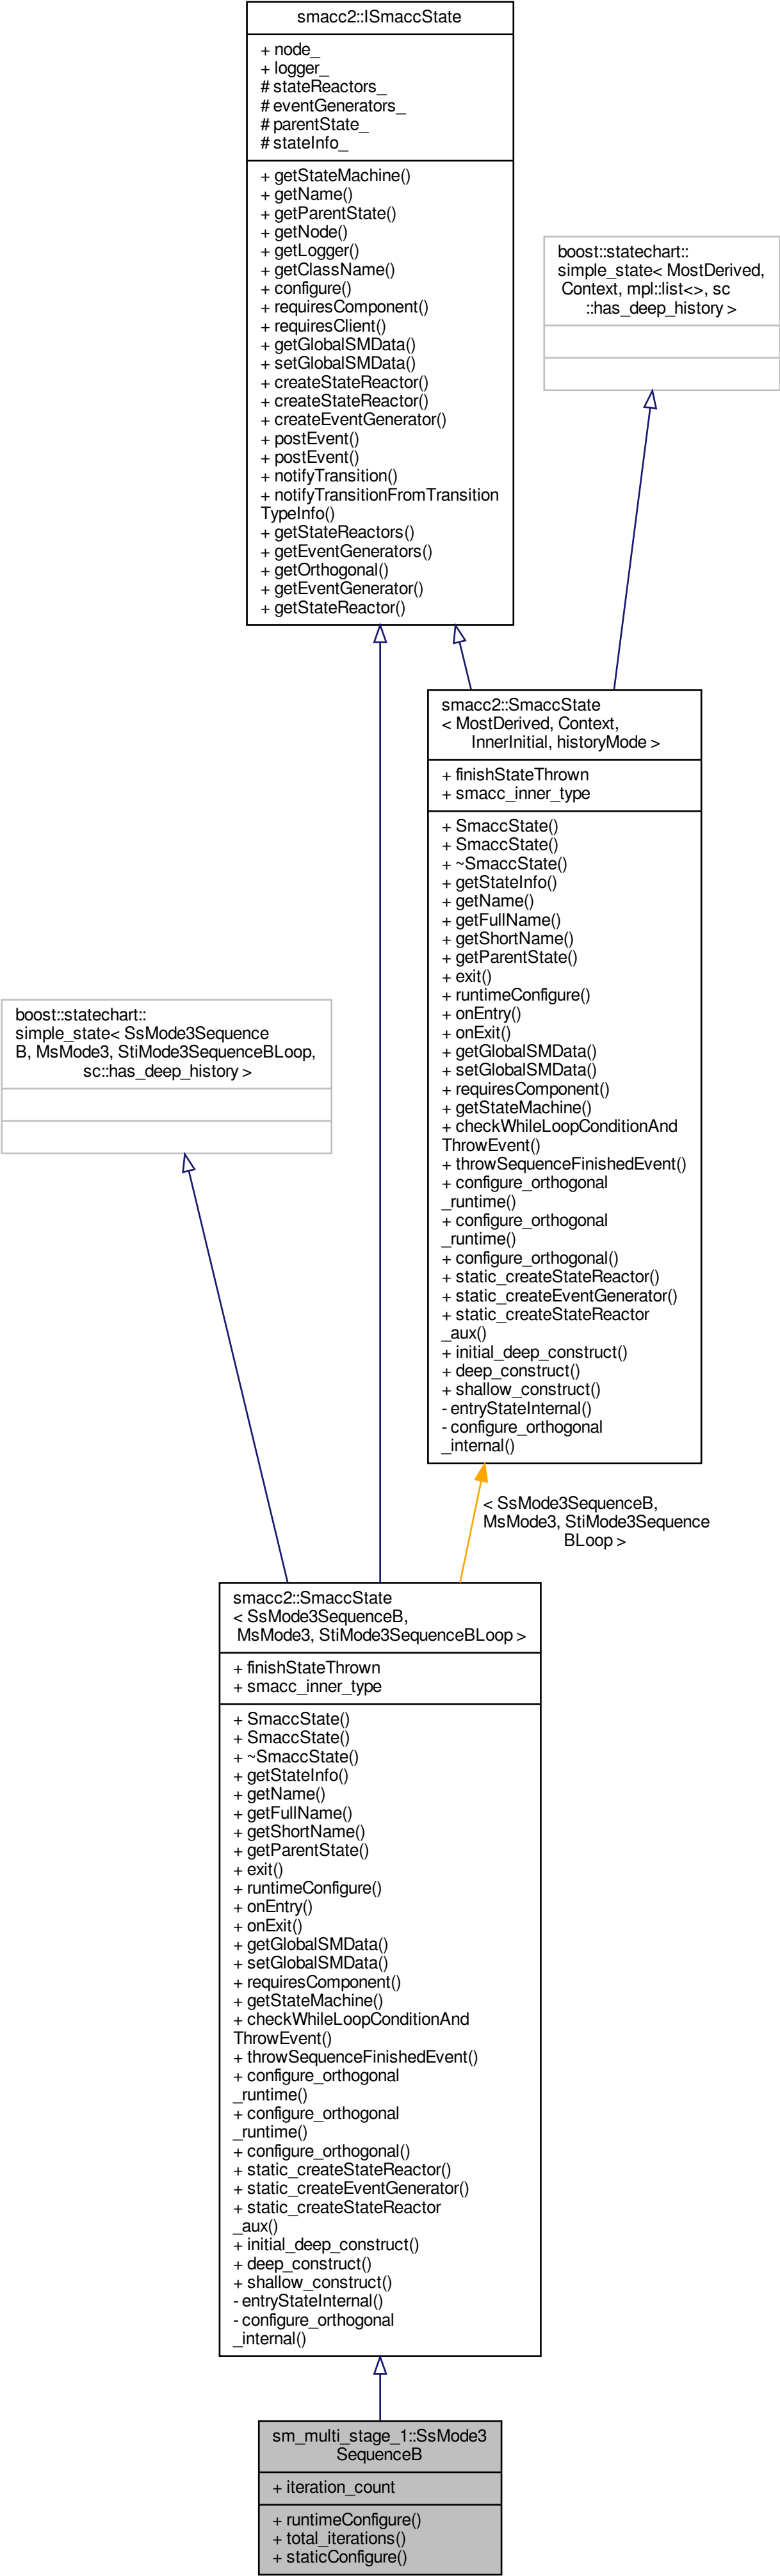 smacc2::ISmaccState
+ node_
+ logger_
# stateReactors_
# eventGenerators_
# parentState_
# stateInfo_
+ getStateMachine()
+ getName()
+ getParentState()
+ getNode()
+ getLogger()
+ getClassName()
+ configure()
+ requiresComponent()
+ requiresClient()
+ getGlobalSMData()
+ setGlobalSMData()
+ createStateReactor()
+ createStateReactor()
+ createEventGenerator()
+ postEvent()
+ postEvent()
+ notifyTransition()
+ notifyTransitionFromTransition
TypeInfo()
+ getStateReactors()
+ getEventGenerators()
+ getOrthogonal()
+ getEventGenerator()
+ getStateReactor()
boost::statechart::
simple_state< MostDerived,
Context, mpl::list<>, sc
::has_deep_history >
smacc2::SmaccState
< MostDerived, Context,
InnerInitial, historyMode >
+ finishStateThrown
+ smacc_inner_type
+ SmaccState()
+ SmaccState()
+ ~SmaccState()
+ getStateInfo()
+ getName()
+ getFullName()
+ getShortName()
+ getParentState()
+ exit()
+ runtimeConfigure()
+ onEntry()
+ onExit()
+ getGlobalSMData()
+ setGlobalSMData()
+ requiresComponent()
+ getStateMachine()
+ checkWhileLoopConditionAnd
ThrowEvent()
+ throwSequenceFinishedEvent()
+ configure_orthogonal
_runtime()
+ configure_orthogonal
_runtime()
+ configure_orthogonal()
+ static_createStateReactor()
+ static_createEventGenerator()
+ static_createStateReactor
_aux()
+ initial_deep_construct()
+ deep_construct()
+ shallow_construct()
- entryStateInternal()
- configure_orthogonal
_internal()
boost::statechart::
simple_state< SsMode3Sequence
B, MsMode3, StiMode3SequenceBLoop,
sc::has_deep_history >
< SsMode3SequenceB,
MsMode3, StiMode3Sequence
BLoop >
smacc2::SmaccState
< SsMode3SequenceB,
MsMode3, StiMode3SequenceBLoop >
+ finishStateThrown
+ smacc_inner_type
+ SmaccState()
+ SmaccState()
+ ~SmaccState()
+ getStateInfo()
+ getName()
+ getFullName()
+ getShortName()
+ getParentState()
+ exit()
+ runtimeConfigure()
+ onEntry()
+ onExit()
+ getGlobalSMData()
+ setGlobalSMData()
+ requiresComponent()
+ getStateMachine()
+ checkWhileLoopConditionAnd
ThrowEvent()
+ throwSequenceFinishedEvent()
+ configure_orthogonal
_runtime()
+ configure_orthogonal
_runtime()
+ configure_orthogonal()
+ static_createStateReactor()
+ static_createEventGenerator()
+ static_createStateReactor
_aux()
+ initial_deep_construct()
+ deep_construct()
+ shallow_construct()
- entryStateInternal()
- configure_orthogonal
_internal()
sm_multi_stage_1::SsMode3
SequenceB
+ iteration_count
+ runtimeConfigure()
+ total_iterations()
+ staticConfigure()